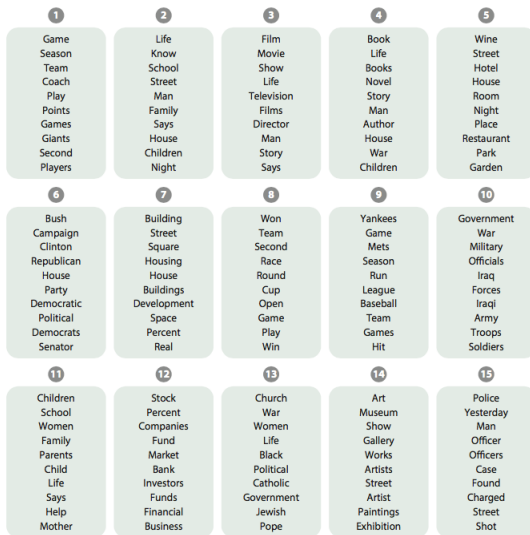 1
Game
Season
Team
Coach
Play
Points
Games
Giants
Second
Players
2
Life
Know
School
Street
Man
Family
Says
House
Children
Night
3
Film
Movie
Show
Life
Television
Films
Director
Man
Story
Says
4
Book
Life
Books
Novel
Story
Man
Author
House
War
Children
5
Wine
Street
Hotel
House
Room
Night
Place
Restaurant
Park
Garden
6
Bush
Campaign
Clinton
Republican
House
Party
Democratic
Political
Democrats
Senator
7
Building
Street
Square
Housing
House
Buildings
Development
Space
Percent
Real
8
Won
Team
Second
Race
Round
Cup
Open
Game
Play
Win
9
Yankees
Game
Mets
Season
Run
League
Baseball
Team
Games
Hit
10
Government
War
Military
Officials
Iraq
Forces
Iraqi
Army
Troops
Soldiers
11
Children
School
Women
Family
Parents
Child
Life
Says
Help
Mother
12
Stock
Percent
Companies
Fund
Market
Bank
Investors
Funds
Financial
Business
13
Church
War
Women
Life
Black
Political
Catholic
Government
Jewish
Pope
14
Art
Museum
Show
Gallery
Works
Artists
Street
Artist
Paintings
Exhibition
15
Police
Yesterday
Man
Officer
Officers
Case
Found
Charged
Street
Shot